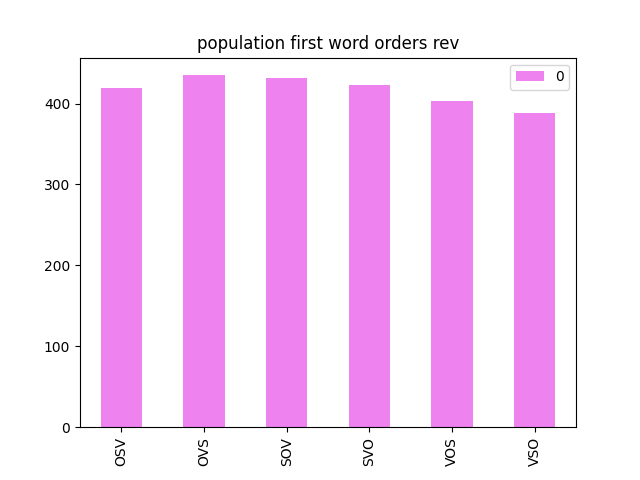 population first word orders rev
0
400
300
200
100
0
OSV
OVS
SOV
SVO
VOS
VSO